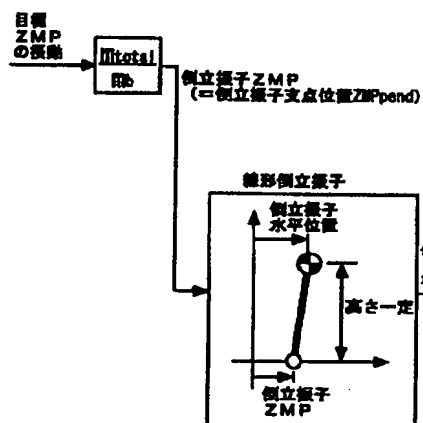 目標
ZMP
の振動
mtotal
mb
倒立振子ZMP
(=倒立振子支点位置ZMPpend)
線形倒立振子
倒立振子
水平位置
高さ一定
倒立振子
ZMP